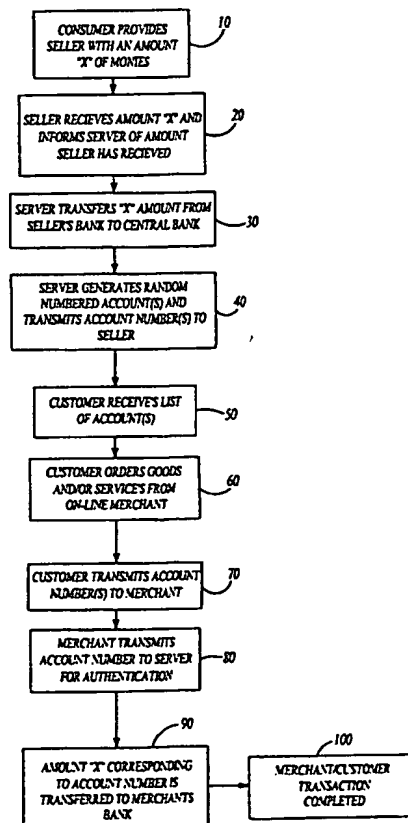 10
CONSUMER PROVIDES
SELLER WITH AN AMOUNT
"X" OF MONIES
20
SELLER RECIEVES AMOUNT "X" AND
INFORMS SERVER OF AMOUNT
SELLER HAS RECIEVED
SERVER TRANSFERS "X" AMOUNT FROM
SELLER'S BANK TO CENTRAL BANK
30
SERVER GENERATES RANDOM
NUMBERED ACCOUNT(S) AND
TRANSMITS ACCOUNT NUMBER(S) TO
SELLER
40
CUSTOMER RECEIVE'S LIST
OF ACCOUNT(S)
50
CUSTOMER ORDERS GOODS
AND/OR SERVICE'S FROM
ON-LINE MERCHANT
60
CUSTOMER TRANSMITS ACCOUNT
NUMBER(S) TO MERCHANT
70
MERCHANT TRANSMITS
ACCOUNT NUMBER TO SERVER
FOR AUTHENTICATION
80
90
AMOUNT "X" CORRESPONDING
TO ACCOUNT NUMBER IS
TRANSFERRED TO MERCHANTS
BANK
100
MERCHANT/CUSTOMER
TRANSACTION
COMPLETED